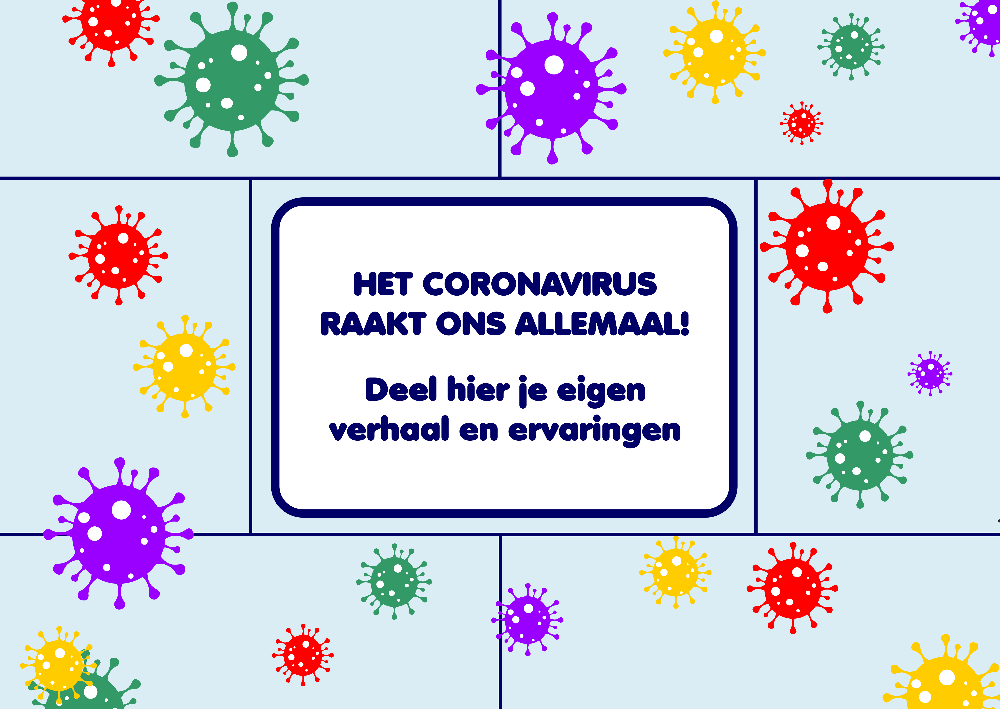 HET CORONAVIRUS
RAAKT ONS ALLEMAAL!
Deel hier je eigen
verhaal en ervaringen